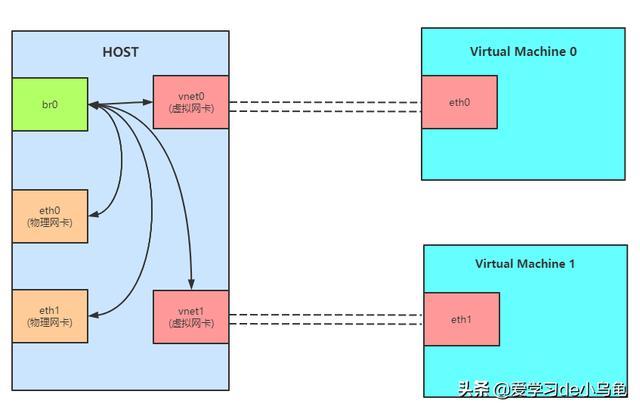 HOST
br0
vnet0
(虚拟网卡)
eth0
(物理网卡)
eth1
(物理网卡)
vnet1
(虚拟网卡)
Virtual Machine 0
eth0
Virtual Machine 1
eth1
头条 @爱学习de小乌龟